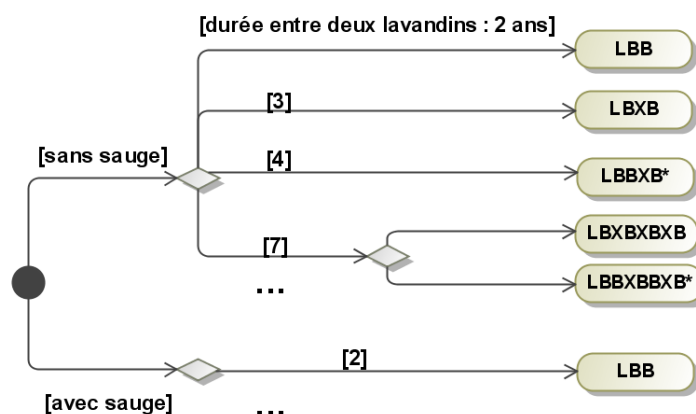 [durée entre deux lavandins : 2 ans]
LBB
[3]
LBXB
[sans sauge]
[4]
LBBXB*
[7]
LBXBXBXB
...
LBBXBBXB*
[2]
LBB
[avec sauge]
...